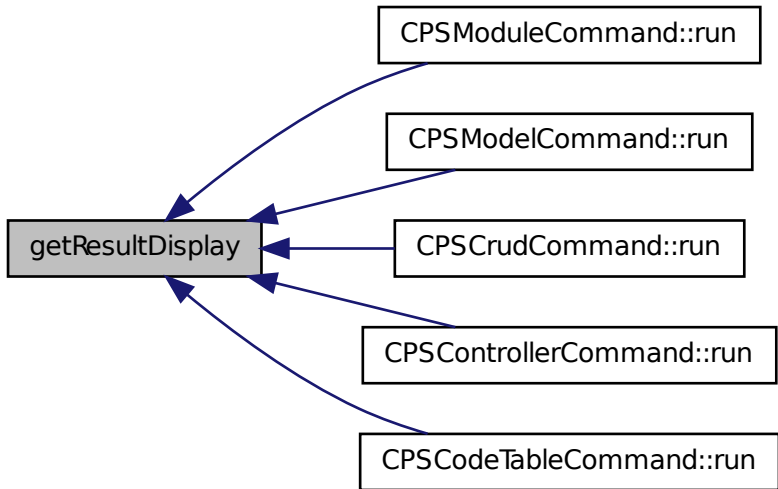 CPSModuleCommand::run
CPSModelCommand::run
getResultDisplay
CPSCrudCommand::run
CPSControllerCommand::run
CPSCodeTableCommand::run